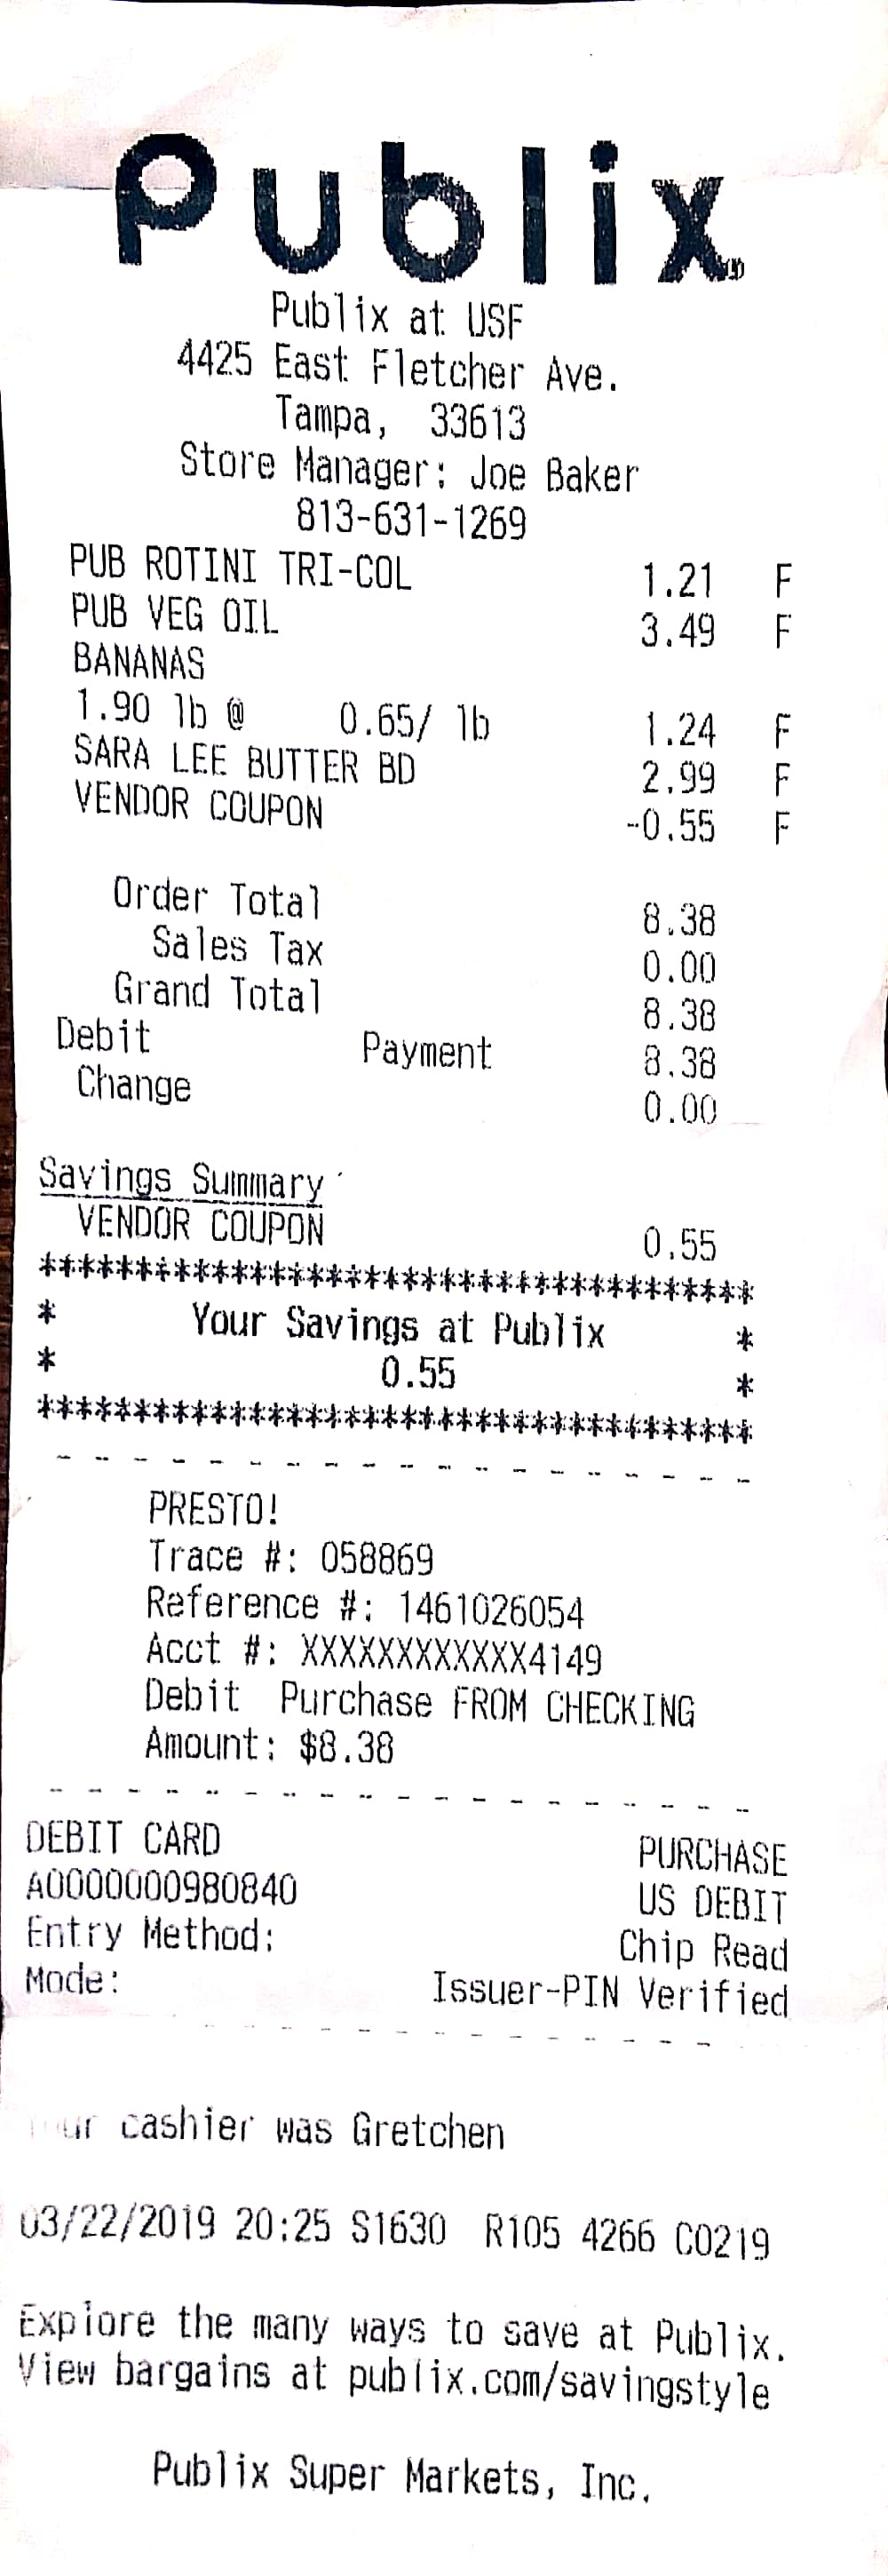 Publix
Publix at USF
4425 East Fletcher Ave.
Tampa, 33613
Store Manager: Joe Baker
813-631-1269
PUB ROTINI TRI-COL 1.21 F
PUB VEG OIL 3.49 F
BANANAS
1.90 lb @ 0.65/ lb 1.24 F
SARA LEE BUTTER BD 2.99 F
VENDOR COUPON -0.55 F
Order Total 8.38
Sales Tax 0.00
Grand Total 8.38
Debit Payment 8.38
Change 0.00
Savings Summary
VENDOR COUPON 0.55
*************************************
* Your Savings at Publix *
* 0.55 *
*************************************
- - - - - - - - - - - - - - - - - - -
PRESTO!
Trace #: 058869
Reference #: 1461026054
Acct #: XXXXXXXXXXXX4149
Debit Purchase FROM CHECKING
Amount: $8.38
- - - - - - - - - - - - - - - - - - -
DEBIT CARD PURCHASE
A0000000980840 US DEBIT
Entry Method: Chip Read
Mode: Issuer-PIN Verified
- - - - - - - - - - - - - - - - - - -
Your cashier was Gretchen
03/22/2019 20:25 S1630 R105 4266 C0219
Explore the many ways to save at Publix.
View bargains at publix.com/savingstyle
Publix Super Markets, Inc.